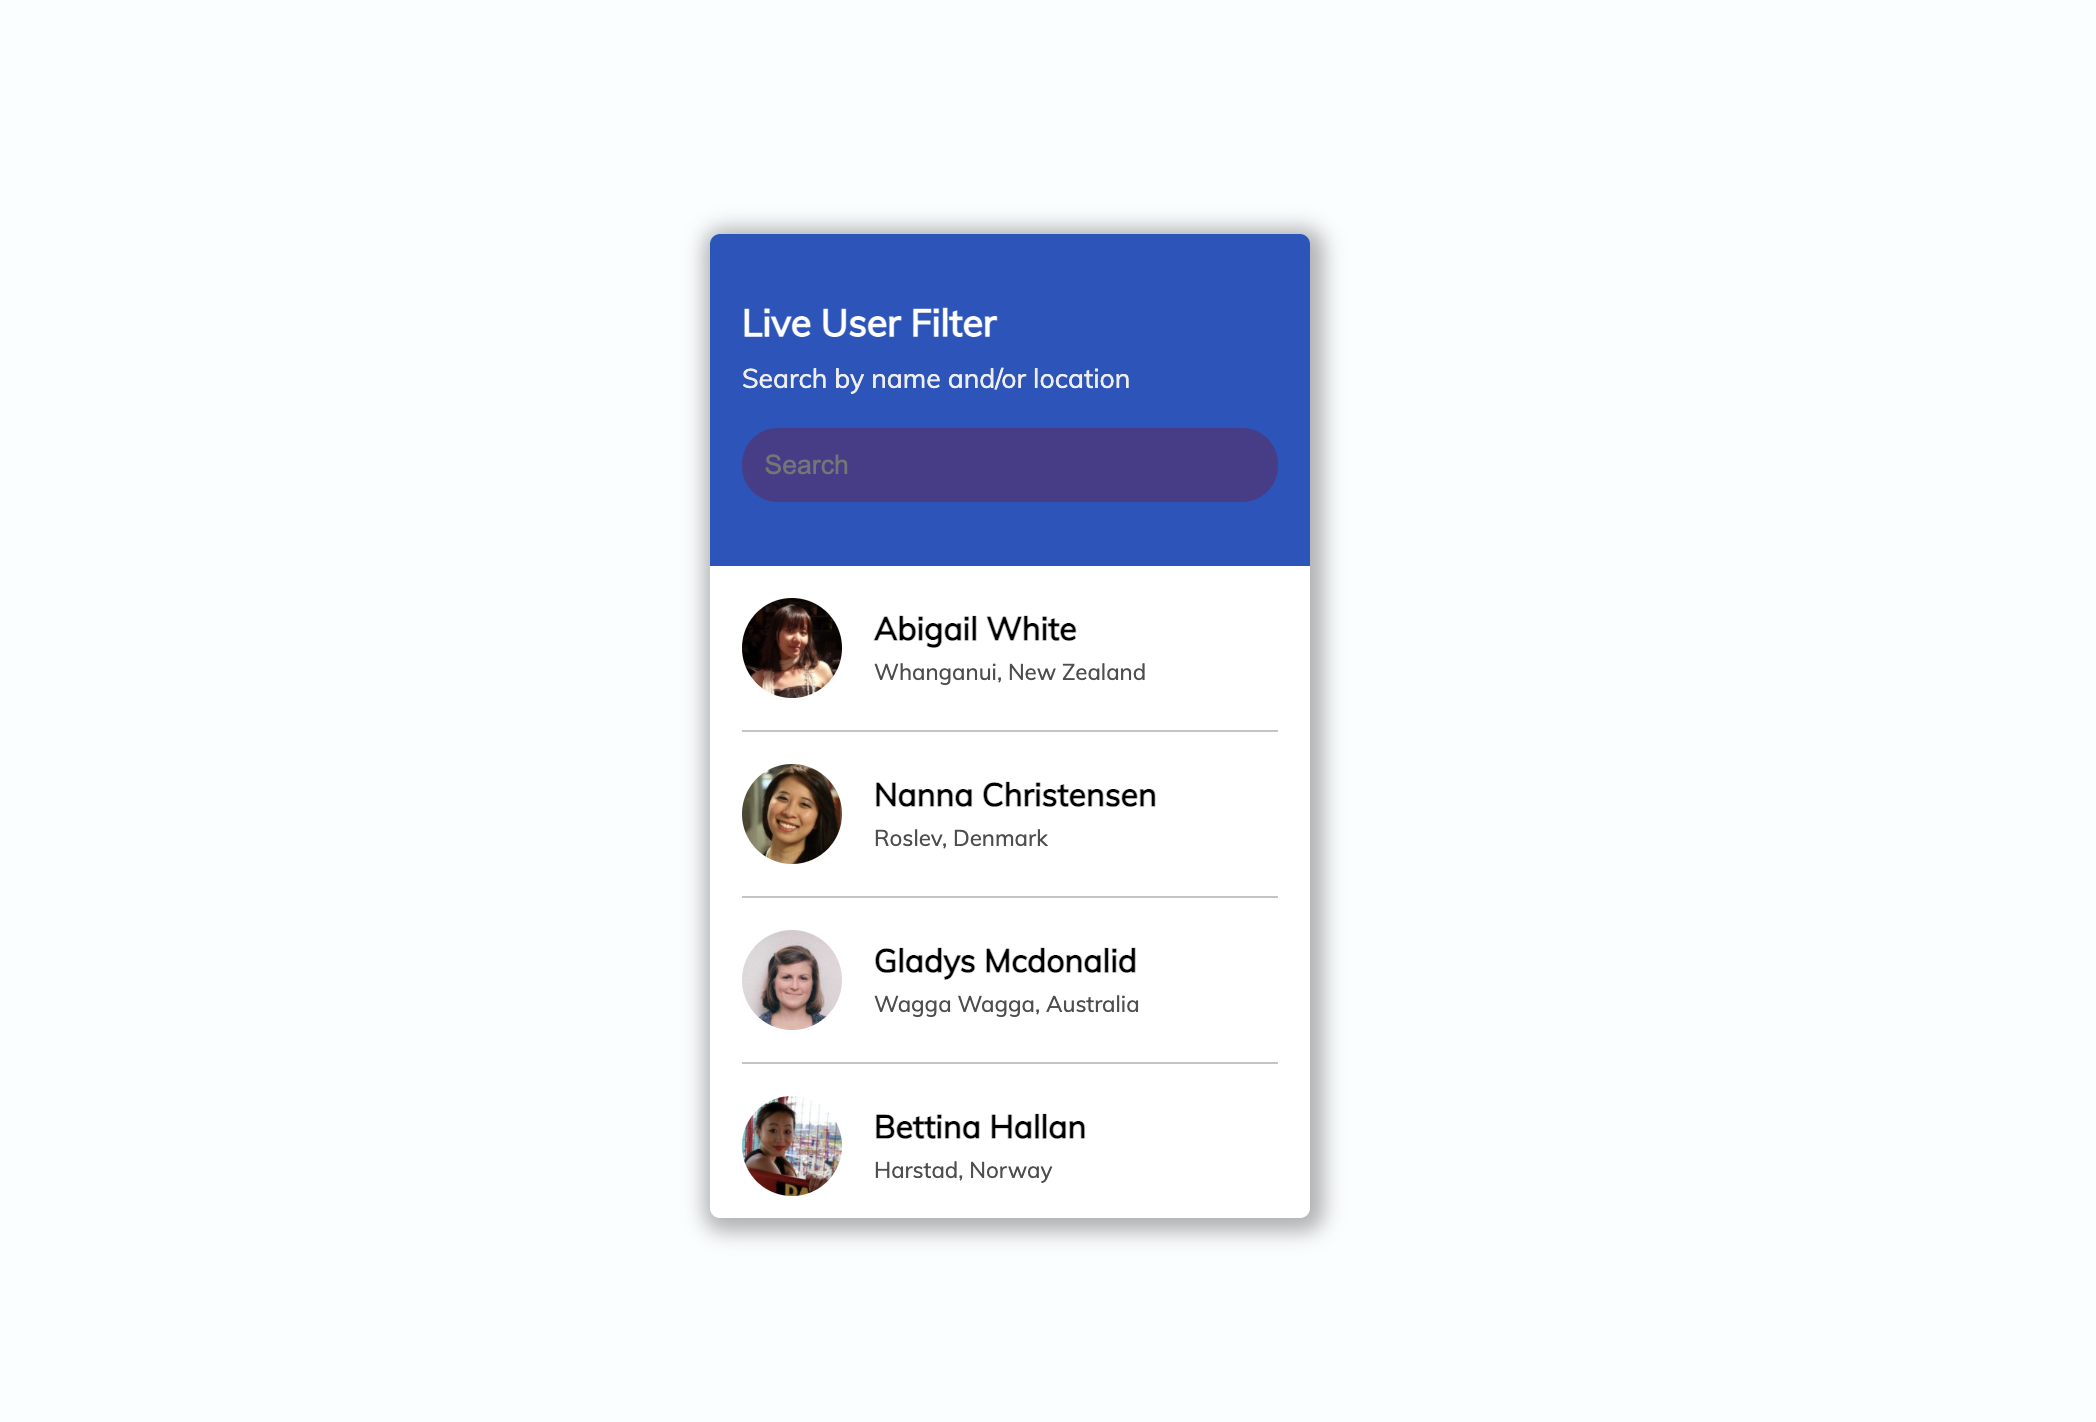 Live User Filter
Search by name and/or location
Search
Abigail White
Whanganui, New Zealand
Nanna Christensen
Roslev, Denmark
Gladys Mcdonalid
Wagga Wagga, Australia
Bettina Hallan
Harstad, Norway